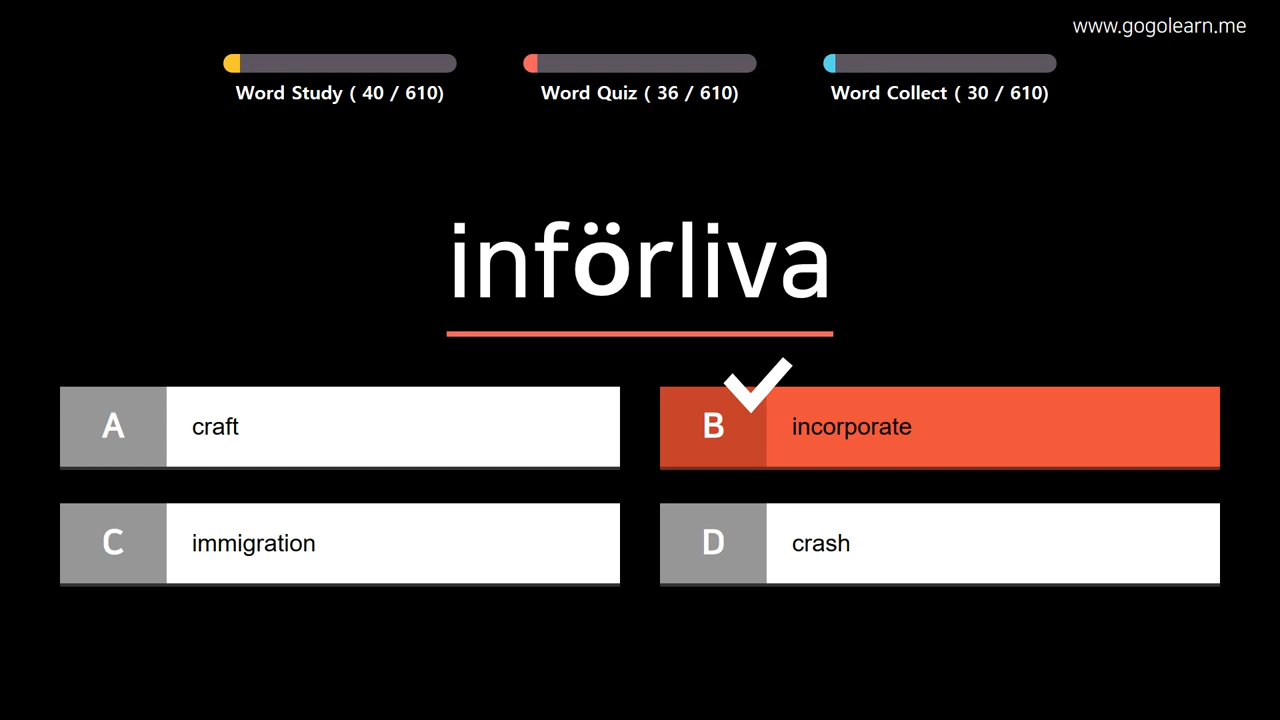 www.gogolearn.me
Word Study ( 40 / 610)
Word Quiz ( 36 / 610)
Word Collect ( 30 / 610)
införliva
A craft
B incorporate
C immigration
D crash